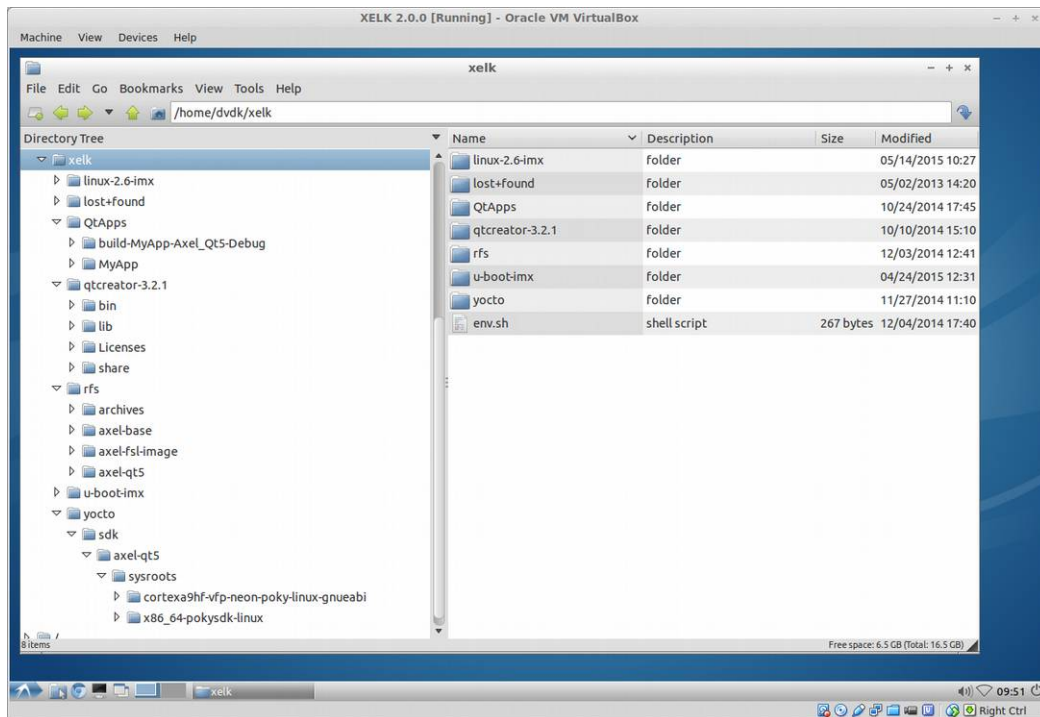 XELK 2.0.0 [Running] - Oracle VM VirtualBox
Machine View Devices Help
xelk
File Edit Go Bookmarks View Tools Help
/home/dvdk/xelk
Directory Tree Name Description Size Modified
xelk linux-2.6-imx folder 05/14/2015 10:27
linux-2.6-imx lost+found folder 05/02/2013 14:20
lost+found QtApps folder 10/24/2014 17:45
QtApps qtcreator-3.2.1 folder 10/10/2014 15:10
build-MyApp-Axel_Qt5-Debug rfs folder 12/03/2014 12:41
MyApp u-boot-imx folder 04/24/2015 12:31
qtcreator-3.2.1 yocto folder 11/27/2014 11:10
bin env.sh shell script 267 bytes 12/04/2014 17:40
lib
Licenses
share
rfs
archives
axel-base
axel-fsl-image
axel-qt5
u-boot-imx
yocto
sdk
axel-qt5
sysroots
cortexa9hf-vfp-neon-poky-linux-gnueabi
x86_64-pokysdk-linux
/
8 items Free space: 6.5 GB (Total: 16.5 GB)
xelk 09:51
Right Ctrl